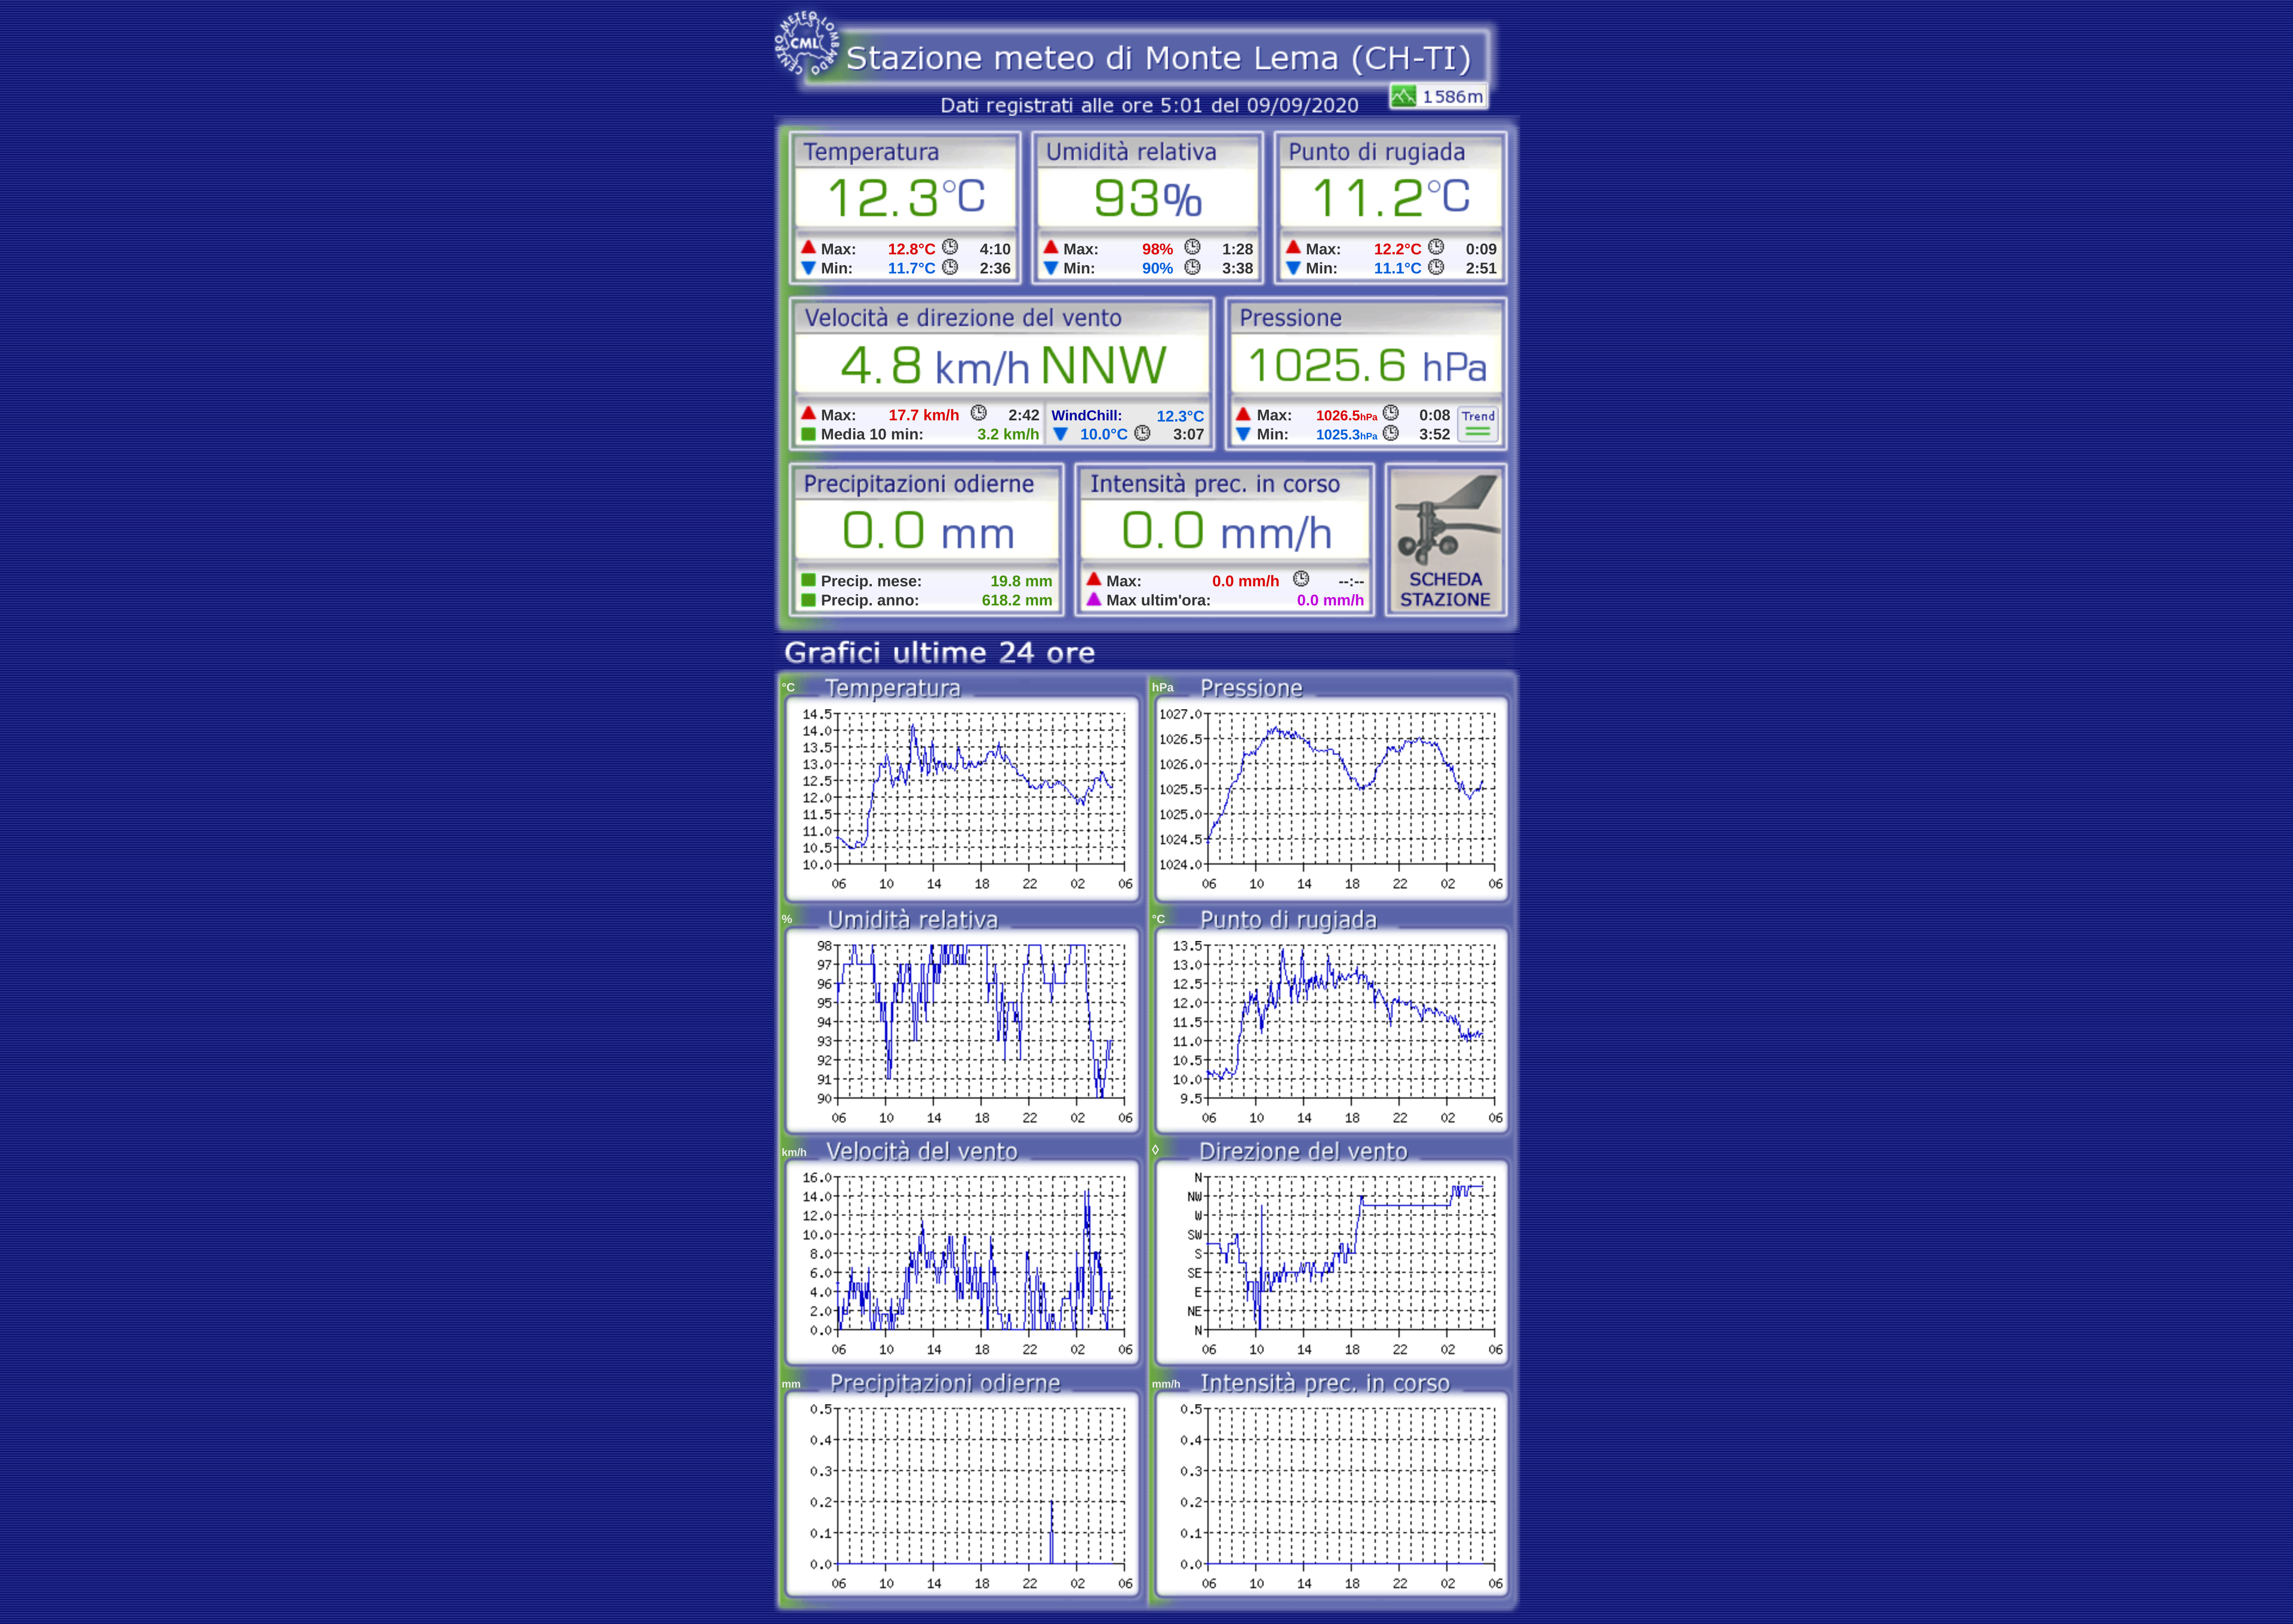 CENTRO METEO LOMBARDO
CML
Stazione meteo di Monte Lema (CH-TI)
1586m
Dati registrati alle ore 5:01 del 09/09/2020
Temperatura
12.3°C
Max: 12.8°C 4:10
Min: 11.7°C 2:36
Umidità relativa
93%
Max: 98% 1:28
Min: 90% 3:38
Punto di rugiada
11.2°C
Max: 12.2°C 0:09
Min: 11.1°C 2:51
Velocità e direzione del vento
4.8 km/h NNW
Max: 17.7 km/h 2:42
Media 10 min: 3.2 km/h
WindChill: 12.3°C
10.0°C 3:07
Pressione
1025.6 hPa
Max: 1026.5hPa 0:08
Min: 1025.3hPa 3:52
Trend
Precipitazioni odierne
0.0 mm
Precip. mese: 19.8 mm
Precip. anno: 618.2 mm
Intensità prec. in corso
0.0 mm/h
Max: 0.0 mm/h --:--
Max ultim'ora: 0.0 mm/h
SCHEDA
STAZIONE
Grafici ultime 24 ore
°C Temperatura
14.5
14.0
13.5
13.0
12.5
12.0
11.5
11.0
10.5
10.0
06 10 14 18 22 02 06
hPa Pressione
1027.0
1026.5
1026.0
1025.5
1025.0
1024.5
1024.0
06 10 14 18 22 02 06
% Umidità relativa
98
97
96
95
94
93
92
91
90
06 10 14 18 22 02 06
°C Punto di rugiada
13.5
13.0
12.5
12.0
11.5
11.0
10.5
10.0
9.5
06 10 14 18 22 02 06
km/h Velocità del vento
16.0
14.0
12.0
10.0
8.0
6.0
4.0
2.0
0.0
06 10 14 18 22 02 06
◊ Direzione del vento
N
NW
W
SW
S
SE
E
NE
N
06 10 14 18 22 02 06
mm Precipitazioni odierne
0.5
0.4
0.3
0.2
0.1
0.0
06 10 14 18 22 02 06
mm/h Intensità prec. in corso
0.5
0.4
0.3
0.2
0.1
0.0
06 10 14 18 22 02 06